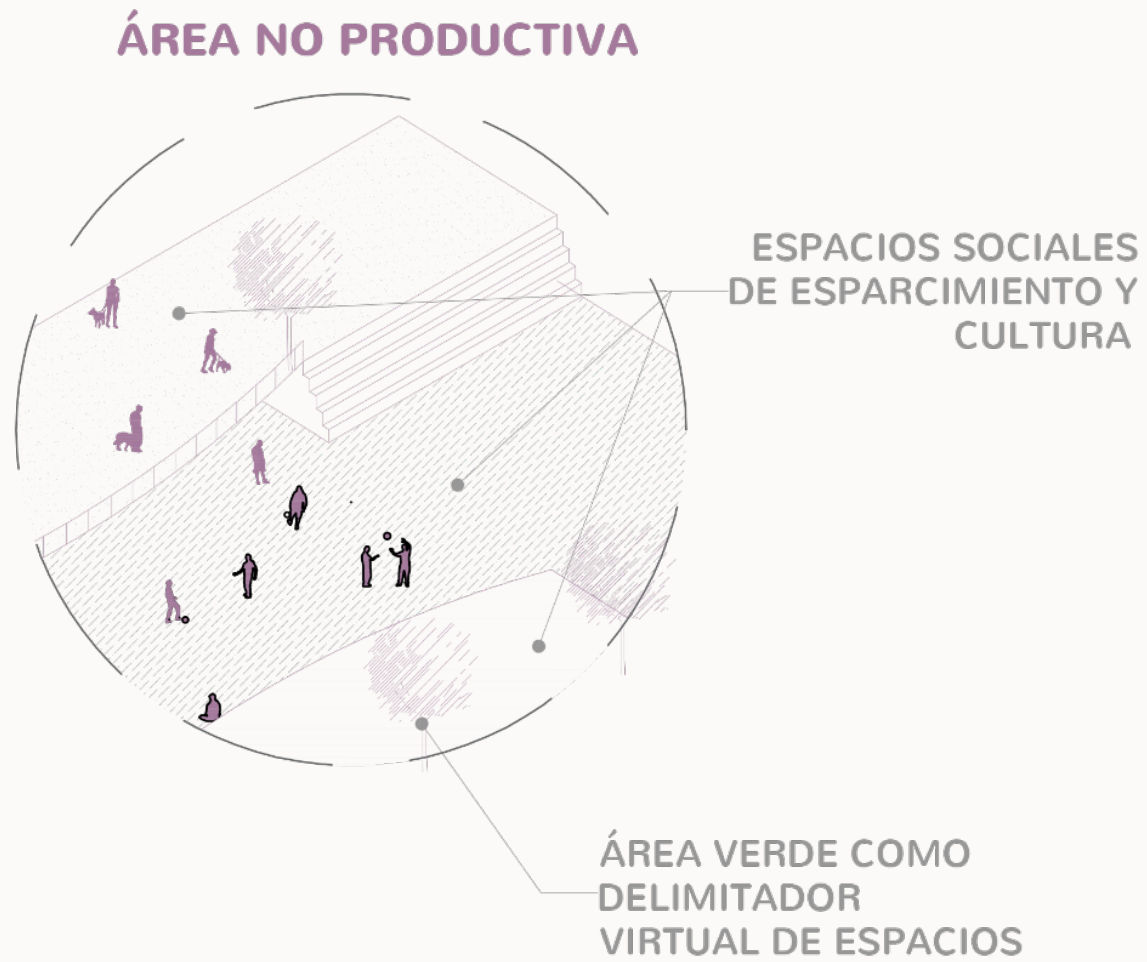 ÁREA NO PRODUCTIVA
ESPACIOS SOCIALES
DE ESPARCIMIENTO Y
CULTURA
ÁREA VERDE COMO
DELIMITADOR
VIRTUAL DE ESPACIOS